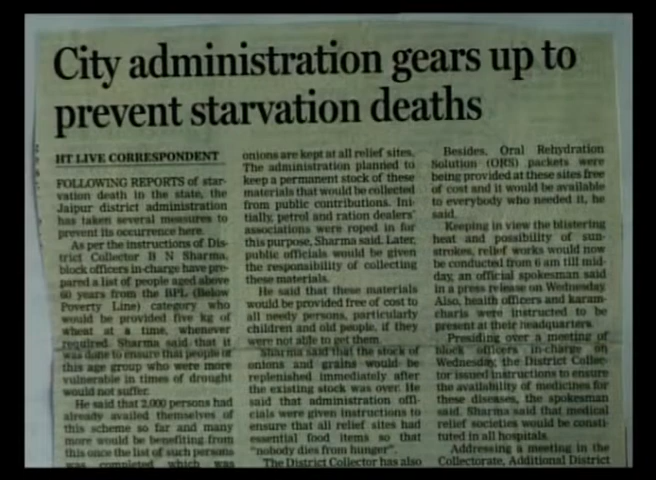 City administration gears up to
prevent starvation deaths
HT LIVE CORRESPONDENT
FOLLOWING REPORTS of star-
vation death in the state, the
Jaipur district administration
has taken several measures to
prevent its occurrence here.
As per the instructions of Dis-
trict Collector B N Sharma,
block officers in-charge have pre-
pared a list of people aged above
60 years from the BPL (Below
Poverty Line) category who
would be provided five kg of
wheat at a time, whenever
required. Sharma said that it
was done to ensure that people of
this age group who were more
vulnerable in times of drought
would not suffer.
He said that 2,000 persons had
already availed themselves of
this scheme so far and many
more would be benefiting from
this once the list of such persons
was completed which was
onions are kept at all relief sites.
The administration planned to
keep a permanent stock of these
materials that would be collected
from public contributions. Ini-
tially, petrol and ration dealers'
associations were roped in for
this purpose, Sharma said. Later,
public officials would be given
the responsibility of collecting
these materials.
He said that these materials
would be provided free of cost to
all needy persons, particularly
children and old people, if they
were not able to get them.
Sharma said that the stock of
onions and grains would be
replenished immediately after
the existing stock was over. He
said that administration offi-
cials were given instructions to
ensure that all relief sites had
essential food items so that
"nobody dies from hunger".
The District Collector has also
Besides, Oral Rehydration
Solution (ORS) packets were
being provided at these sites free
of cost and it would be available
to everybody who needed it, he
said.
Keeping in view the blistering
heat and possibility of sun-
strokes, relief works would now
be conducted from 6 am till mid-
day, an official spokesman said
in a press release on Wednesday.
Also, health officers and karam-
charis were instructed to be
present at their headquarters.
Presiding over a meeting of
block officers in-charge on
Wednesday, the District Collec-
tor issued instructions to ensure
the availability of medicines for
these diseases, the spokesman
said. Sharma said that medical
relief societies would be consti-
tuted in all hospitals.
Addressing a meeting in the
Collectorate, Additional District